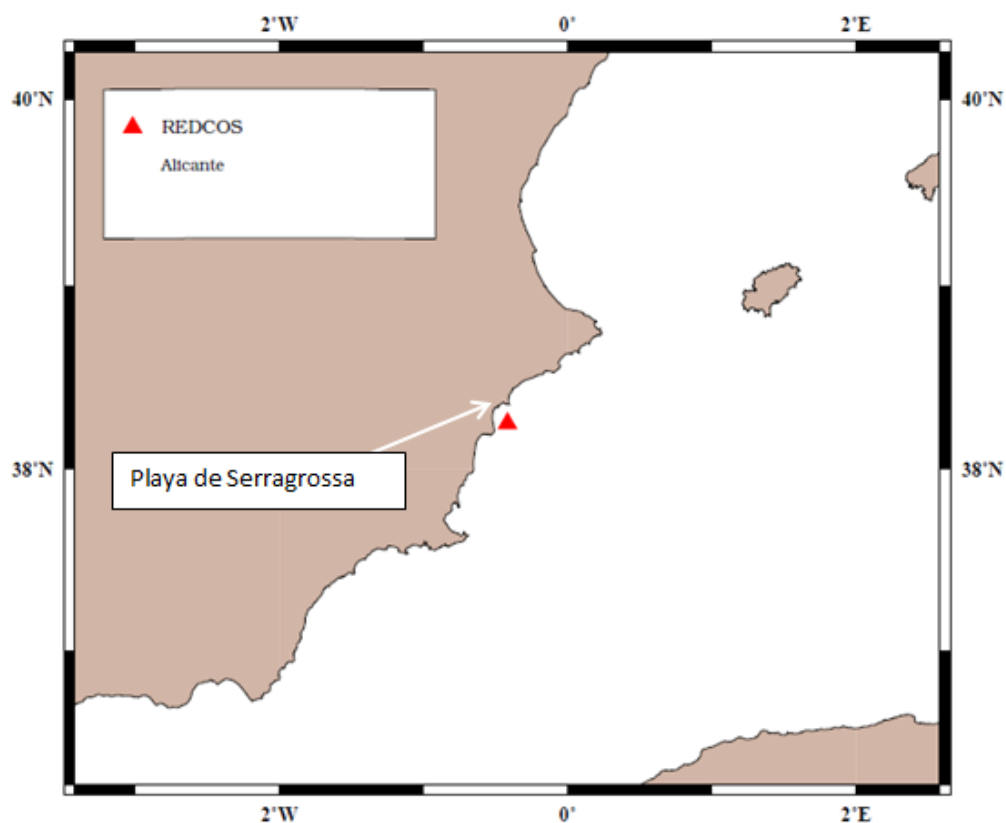 2˚W 0˚ 2˚E
40˚N 40˚N
REDCOS
Alicante
38˚N 38˚N
Playa de Serragrossa
2˚W 0˚ 2˚E